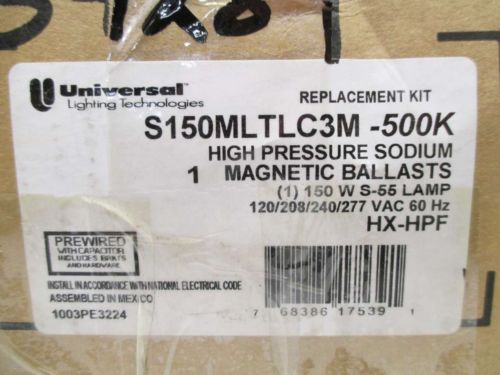 Universal
Lighting Technologies
REPLACEMENT KIT
S150MLTLC3M -500K
HIGH PRESSURE SODIUM
1 MAGNETIC BALLASTS
(1) 150 W S-55 LAMP
120/208/240/277 VAC 60 Hz
HX-HPF
PREWIRED
WITH CAPACITOR
INCLUDES BRKTS
AND HARDWARE
INSTALL IN ACCORDANCE WITH NATIONAL ELECTRICAL CODE
ASSEMBLED IN MEXICO
1003PE3224
7 68386 17539 1